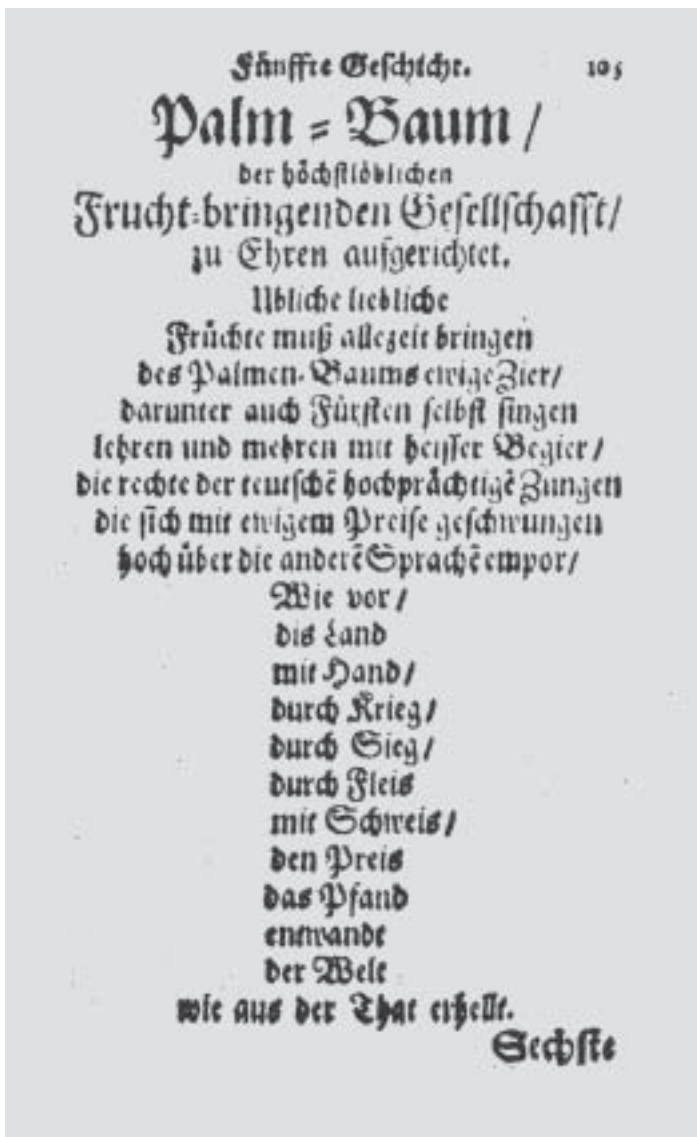 Fünffte Geschicht. 105
Palm = Baum /
der höchstlöblichen
Frucht=bringenden Gesellschafft /
zu Ehren aufgerichtet.
Ubliche liebliche
Früchte muß allezeit bringen
des Palmen-Baums ewige Zier /
darunter auch Fürsten selbst singen
lehren und mehren mit heisser Begier /
die rechte der teutschẽ hochprächtigẽ Zungen
die sich mit ewigem Preise geschwungen
hoch über die anderẽ Sprachẽ empor /
Wie vor /
dis Land
mit Hand /
durch Krieg /
durch Sieg /
durch Fleis
mit Schweis /
den Preis
das Pfand
entwandt
der Welt
wie aus der That erhellt.
Sechste